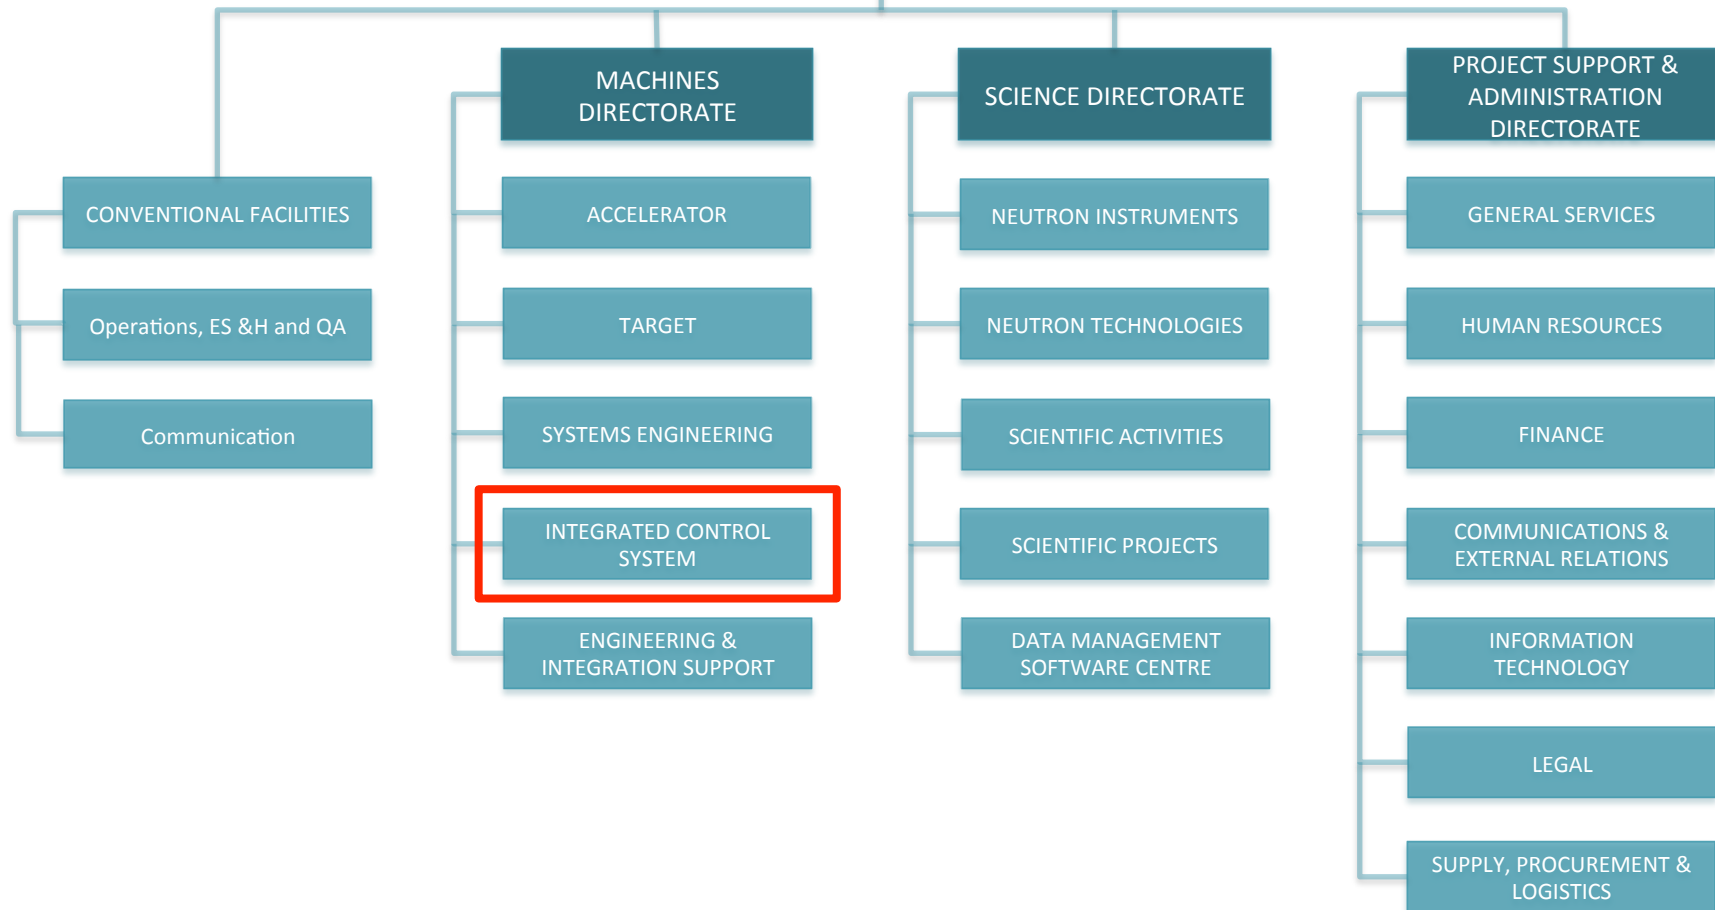 MACHINES
DIRECTORATE
SCIENCE DIRECTORATE
PROJECT SUPPORT &
ADMINISTRATION
DIRECTORATE
CONVENTIONAL FACILITIES
Operations, ES &H and QA
Communication
ACCELERATOR
TARGET
SYSTEMS ENGINEERING
INTEGRATED CONTROL
SYSTEM
ENGINEERING &
INTEGRATION SUPPORT
NEUTRON INSTRUMENTS
NEUTRON TECHNOLOGIES
SCIENTIFIC ACTIVITIES
SCIENTIFIC PROJECTS
DATA MANAGEMENT
SOFTWARE CENTRE
GENERAL SERVICES
HUMAN RESOURCES
FINANCE
COMMUNICATIONS &
EXTERNAL RELATIONS
INFORMATION
TECHNOLOGY
LEGAL
SUPPLY, PROCUREMENT &
LOGISTICS